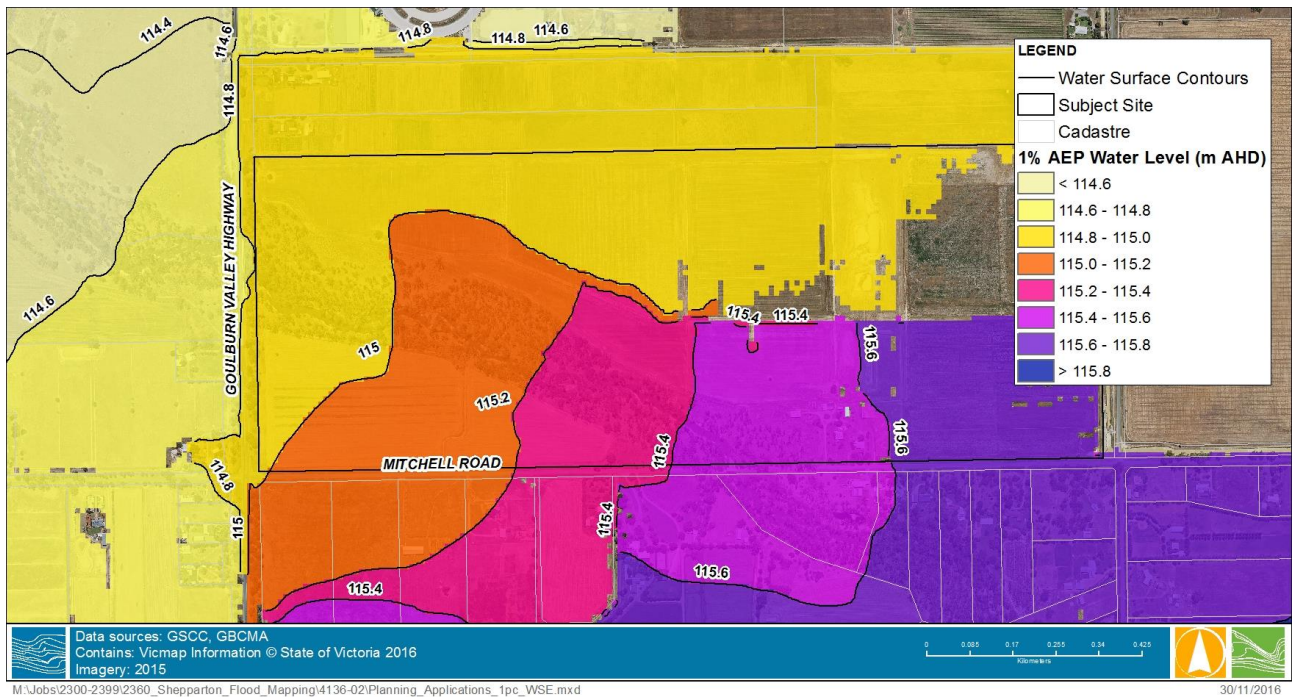 114.4
114.6
114.8
114.8
114.6
114.8
LEGEND
Water Surface Contours
Subject Site
Cadastre
1% AEP Water Level (m AHD)
< 114.6
114.6 - 114.8
114.8 - 115.0
115.0 - 115.2
115.2 - 115.4
115.4 - 115.6
115.6 - 115.8
> 115.8
GOULBURN VALLEY HIGHWAY
114.6
115
115.4
115.4
115.6
115.2
115.4
115.6
MITCHELL ROAD
114.8
115
115.4
115.6
115.4
Data sources: GSCC, GBCMA
Contains: Vicmap Information © State of Victoria 2016
Imagery: 2015
0 0.085 0.17 0.255 0.34 0.425
Kilometers
M:\Jobs\2300-2399\2360_Shepparton_Flood_Mapping\4136-02\Planning_Applications_1pc_WSE.mxd
30/11/2016